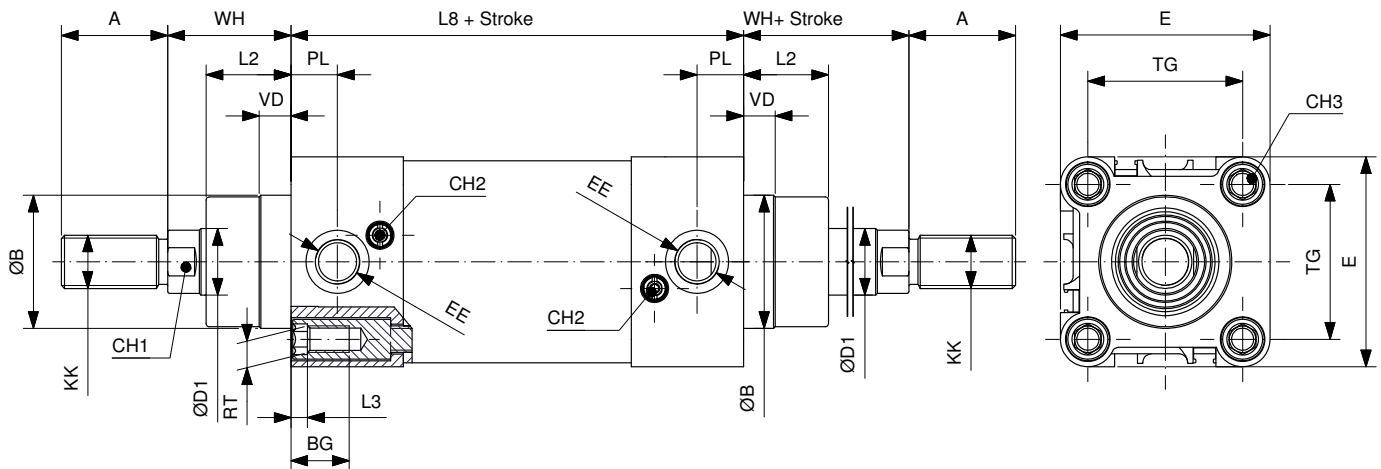 A WH L8 + Stroke WH+ Stroke A E
L2 PL PL L2 TG
VD VD CH3
CH2 EE
ØB KK CH1 EE CH2 ØD1 KK TG E
KK ØD1 RT L3 ØB
BG